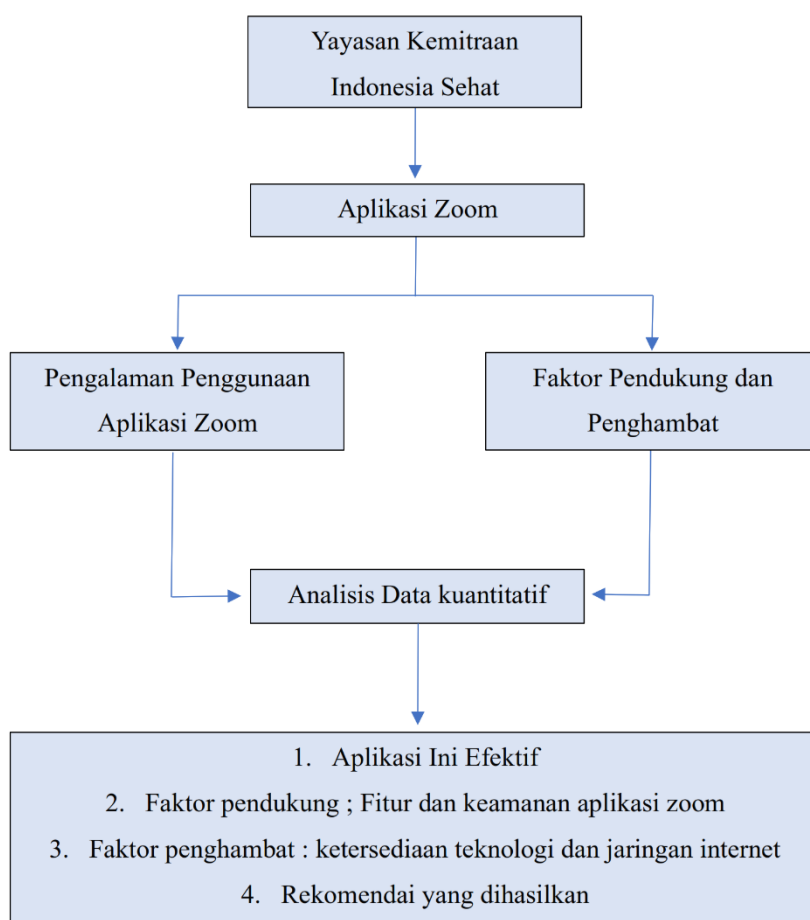 Yayasan Kemitraan
Indonesia Sehat
Aplikasi Zoom
Pengalaman Penggunaan
Aplikasi Zoom
Faktor Pendukung dan
Penghambat
Analisis Data kuantitatif
1. Aplikasi Ini Efektif
2. Faktor pendukung ; Fitur dan keamanan aplikasi zoom
3. Faktor penghambat : ketersediaan teknologi dan jaringan internet
4. Rekomendai yang dihasilkan